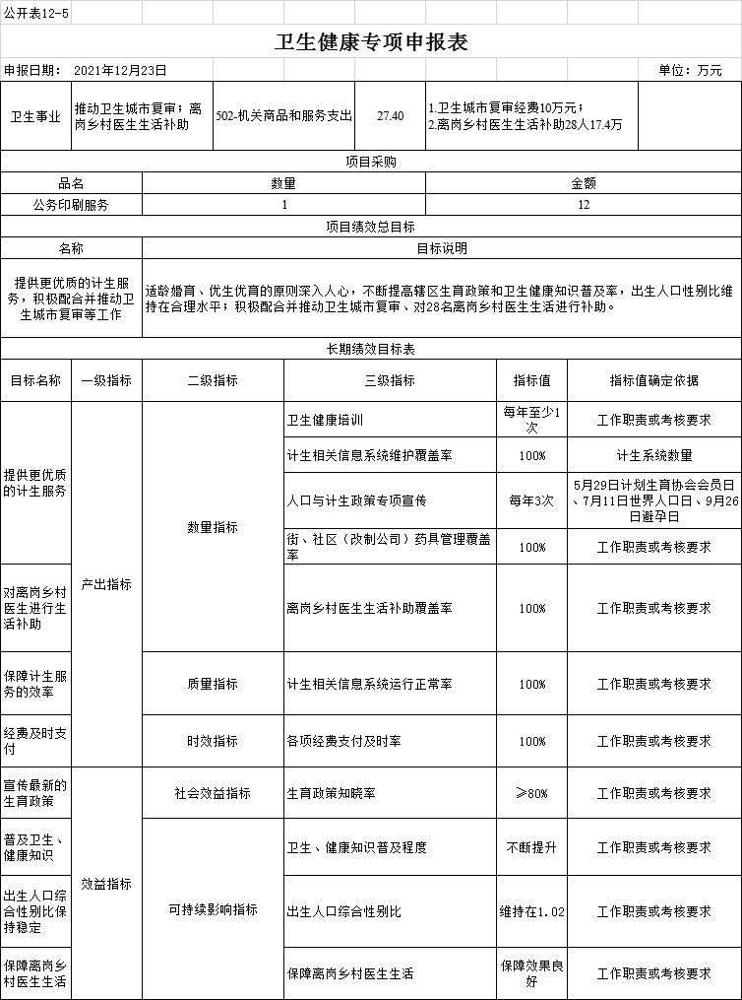 公开表12-5
卫生健康专项申报表
申报日期： 2021年12月23日 单位：万元
卫生事业 推动卫生城市复审；离岗乡村医生生活补助 502-机关商品和服务支出 27.40 1.卫生城市复审经费10万元；
2.离岗乡村医生生活补助28人17.4万
项目采购
品名 数量 金额
公务印刷服务 1 12
项目绩效总目标
名称 目标说明
提供更优质的计生服务，积极配合并推动卫生城市复审等工作 适龄婚育、优生优育的原则深入人心，不断提高辖区生育政策和卫生健康知识普及率，出生人口性别比维持在合理水平；积极配合并推动卫生城市复审、对28名离岗乡村医生生活进行补助。
长期绩效目标表
目标名称 一级指标 二级指标 三级指标 指标值 指标值确定依据
提供更优质的计生服务 产出指标 数量指标 卫生健康培训 每年至少1次 工作职责或考核要求
计生相关信息系统维护覆盖率 100% 计生系统数量
人口与计生政策专项宣传 每年3次 5月29日计划生育协会会员日、7月11日世界人口日、9月26日避孕日
街、社区（改制公司）药具管理覆盖率 100% 工作职责或考核要求
对离岗乡村医生进行生活补助 离岗乡村医生生活补助覆盖率 100% 工作职责或考核要求
保障计生服务的效率 质量指标 计生相关信息系统运行正常率 100% 工作职责或考核要求
经费及时支付 时效指标 各项经费支付及时率 100% 工作职责或考核要求
宣传最新的生育政策 效益指标 社会效益指标 生育政策知晓率 ≥80% 工作职责或考核要求
普及卫生、健康知识 可持续影响指标 卫生、健康知识普及程度 不断提升 工作职责或考核要求
出生人口综合性别比保持稳定 出生人口综合性别比 维持在1.02 工作职责或考核要求
保障离岗乡村医生生活 保障离岗乡村医生生活 保障效果良好 工作职责或考核要求